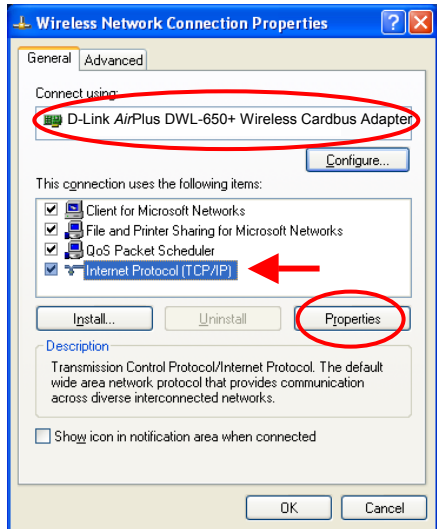 Wireless Network Connection Properties
General Advanced
Connect using:
D-Link AirPlus DWL-650+ Wireless Cardbus Adapter
Configure...
This connection uses the following items:
Client for Microsoft Networks
File and Printer Sharing for Microsoft Networks
QoS Packet Scheduler
Internet Protocol (TCP/IP)
Install... Uninstall Properties
Description
Transmission Control Protocol/Internet Protocol. The default
wide area network protocol that provides communication
across diverse interconnected networks.
Show icon in notification area when connected
OK Cancel